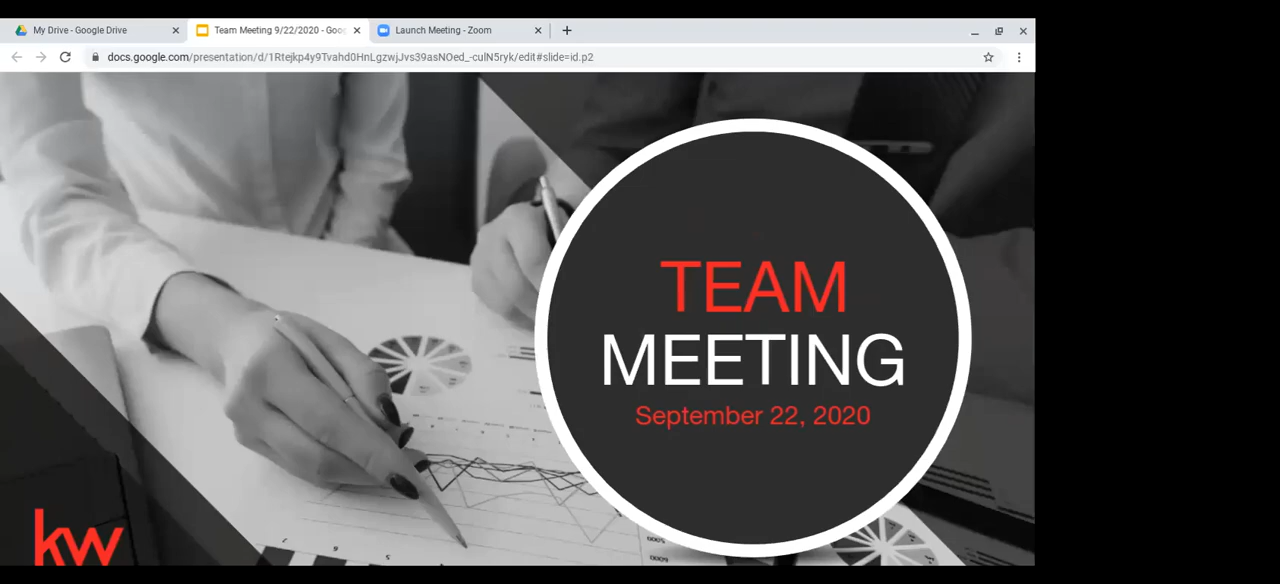 My Drive - Google Drive
Team Meeting 9/22/2020 - Goo
Launch Meeting - Zoom
docs.google.com/presentation/d/1Rtejkp4y9Tvahd0HnLgzwjJvs39asNOed_-culN5ryk/edit#slide=id.p2
TEAM
MEETING
September 22, 2020
kw